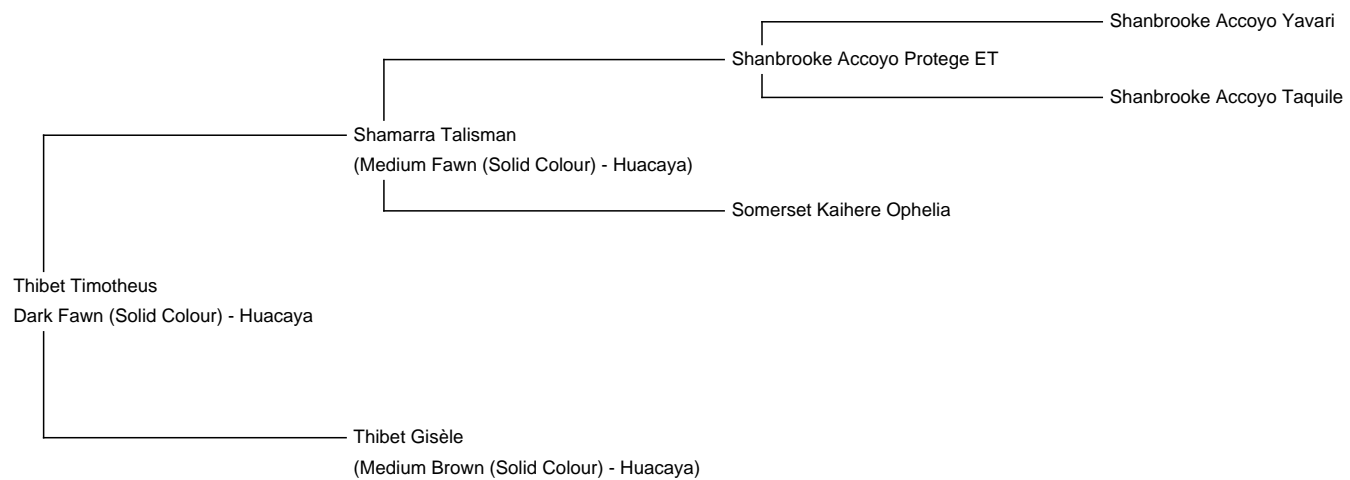 Shanbrooke Accoyo Yavari
Shanbrooke Accoyo Protege ET
Shanbrooke Accoyo Taquile
Shamarra Talisman
(Medium Fawn (Solid Colour) - Huacaya)
Somerset Kaihere Ophelia
Thibet Timotheus
Dark Fawn (Solid Colour) - Huacaya
Thibet Gisèle
(Medium Brown (Solid Colour) - Huacaya)